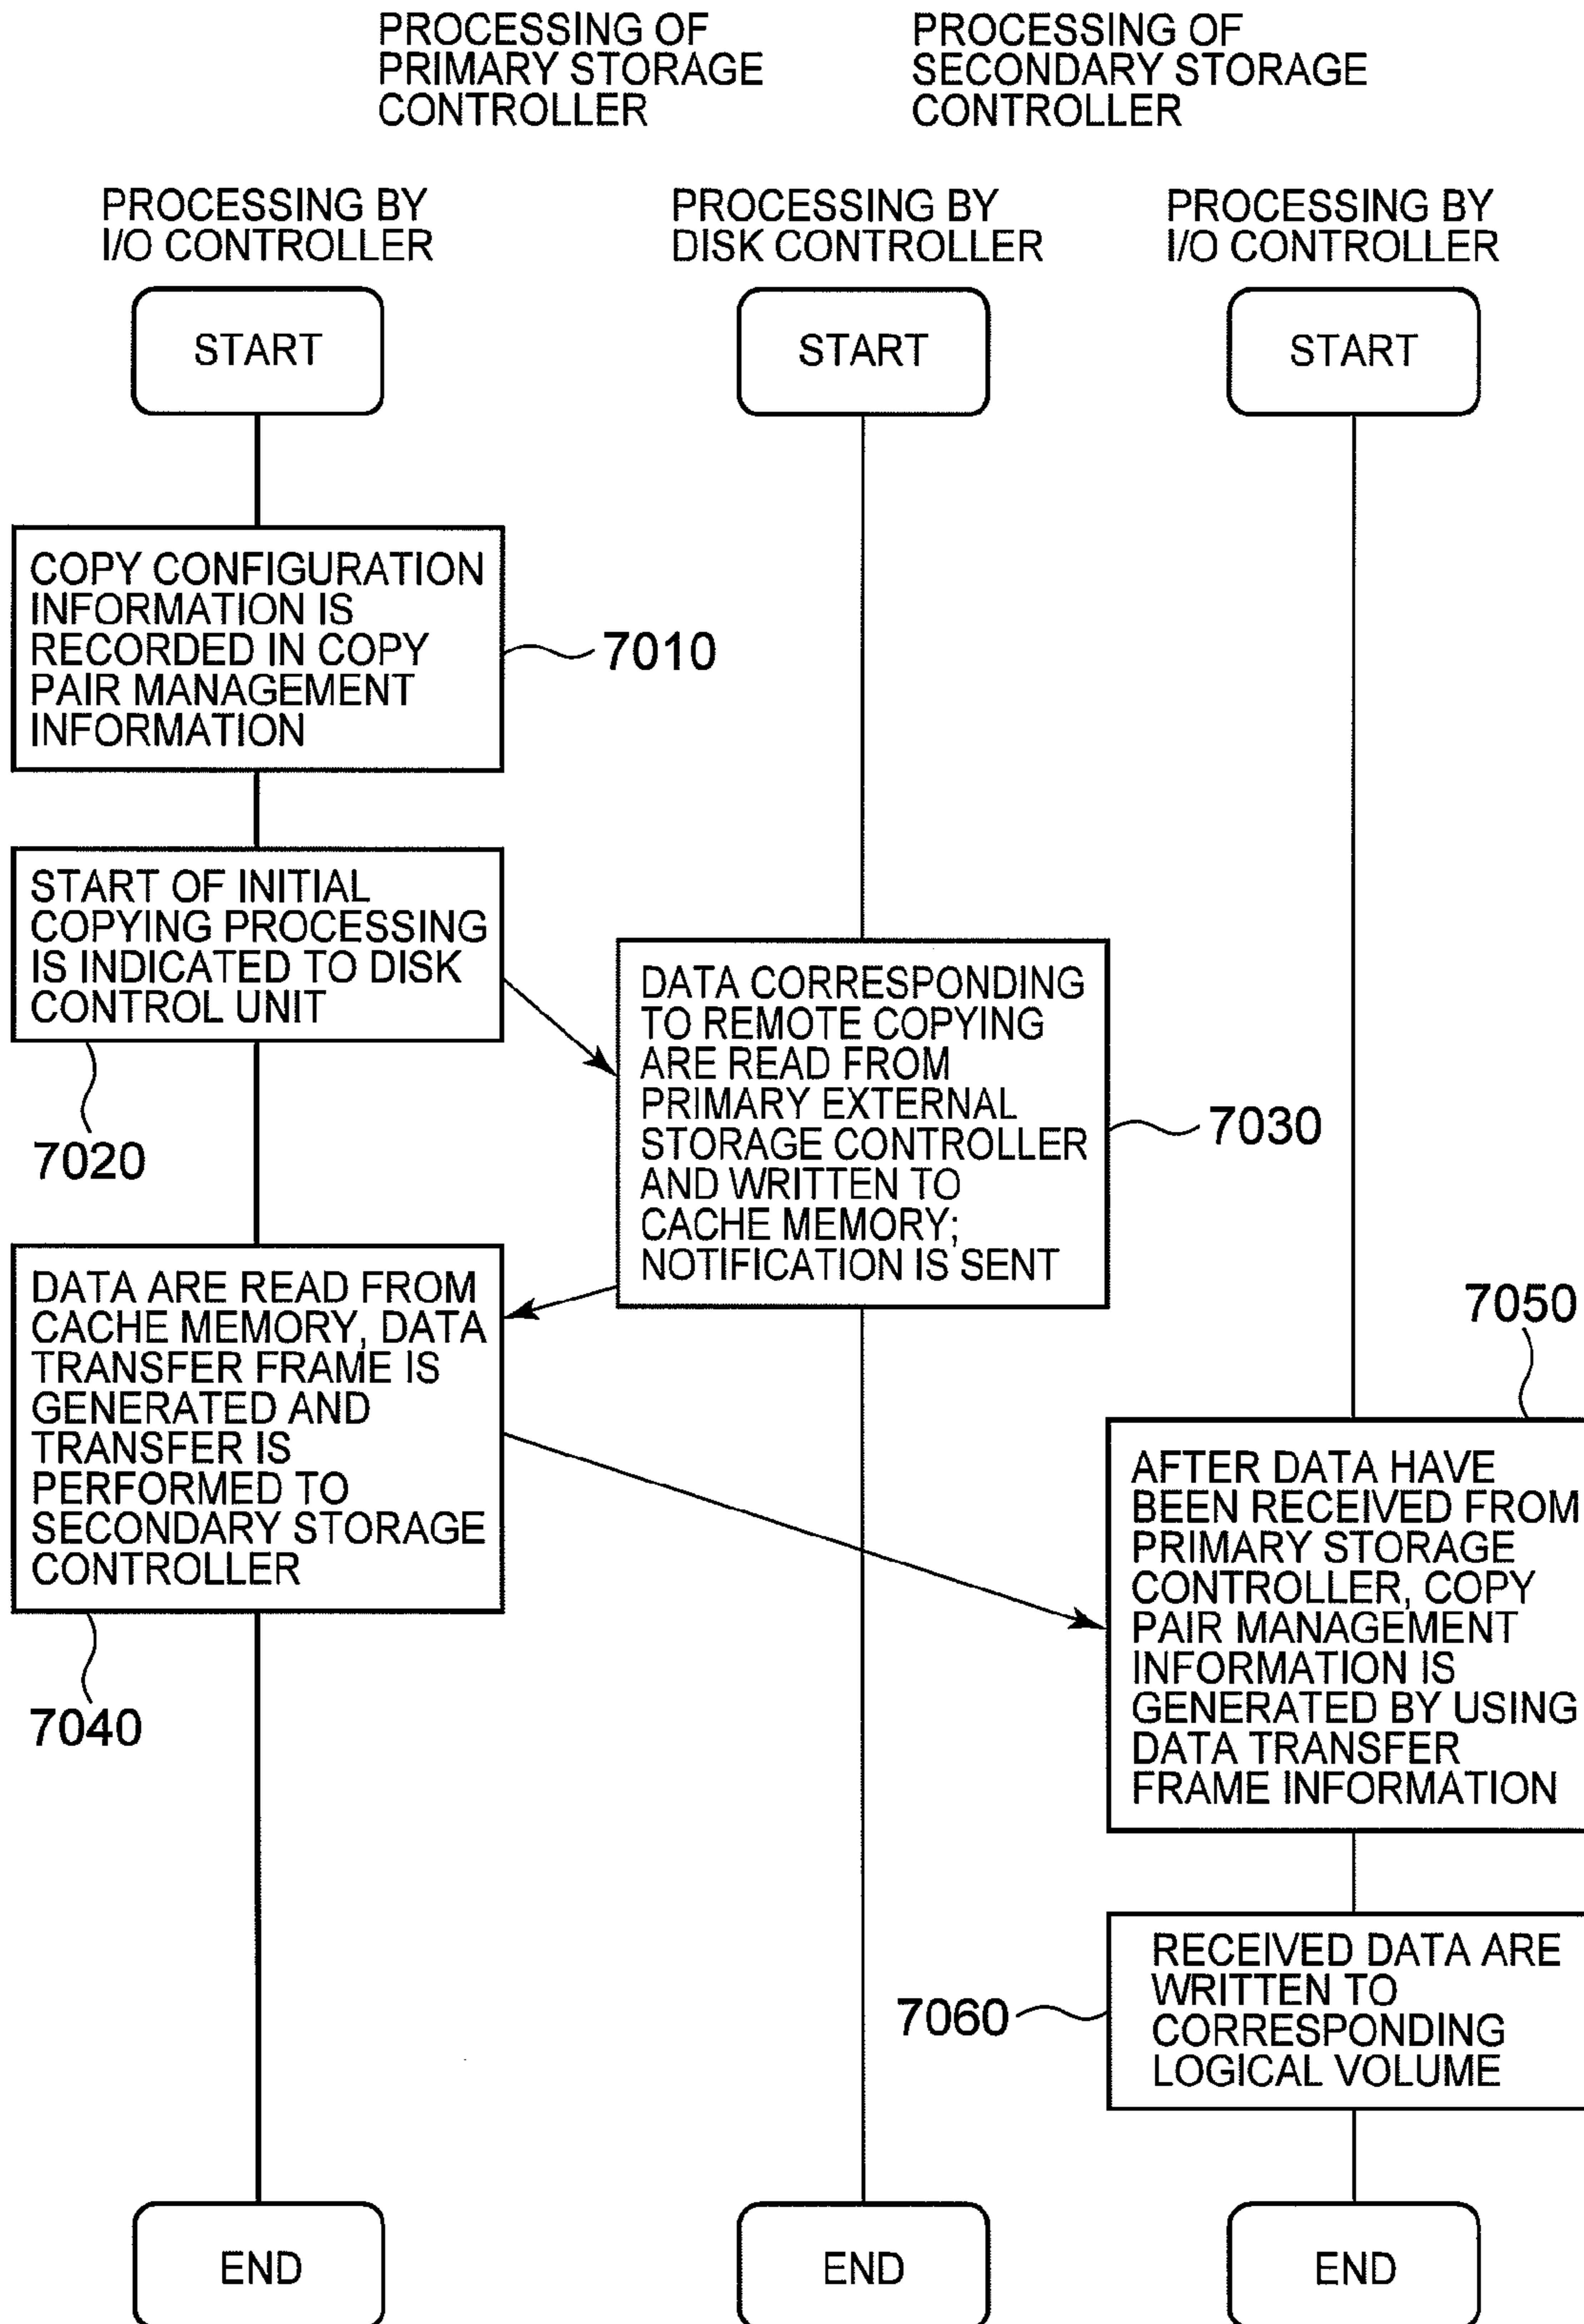 PROCESSING OF
PRIMARY STORAGE
CONTROLLER
PROCESSING OF
SECONDARY STORAGE
CONTROLLER
PROCESSING BY
I/O CONTROLLER
PROCESSING BY
DISK CONTROLLER
PROCESSING BY
I/O CONTROLLER
START
START
START
COPY CONFIGURATION
INFORMATION IS
RECORDED IN COPY
PAIR MANAGEMENT
INFORMATION
7010
START OF INITIAL
COPYING PROCESSING
IS INDICATED TO DISK
CONTROL UNIT
7020
DATA CORRESPONDING
TO REMOTE COPYING
ARE READ FROM
PRIMARY EXTERNAL
STORAGE CONTROLLER
AND WRITTEN TO
CACHE MEMORY;
NOTIFICATION IS SENT
7030
DATA ARE READ FROM
CACHE MEMORY, DATA
TRANSFER FRAME IS
GENERATED AND
TRANSFER IS
PERFORMED TO
SECONDARY STORAGE
CONTROLLER
7040
7050
AFTER DATA HAVE
BEEN RECEIVED FROM
PRIMARY STORAGE
CONTROLLER, COPY
PAIR MANAGEMENT
INFORMATION IS
GENERATED BY USING
DATA TRANSFER
FRAME INFORMATION
7060
RECEIVED DATA ARE
WRITTEN TO
CORRESPONDING
LOGICAL VOLUME
END
END
END